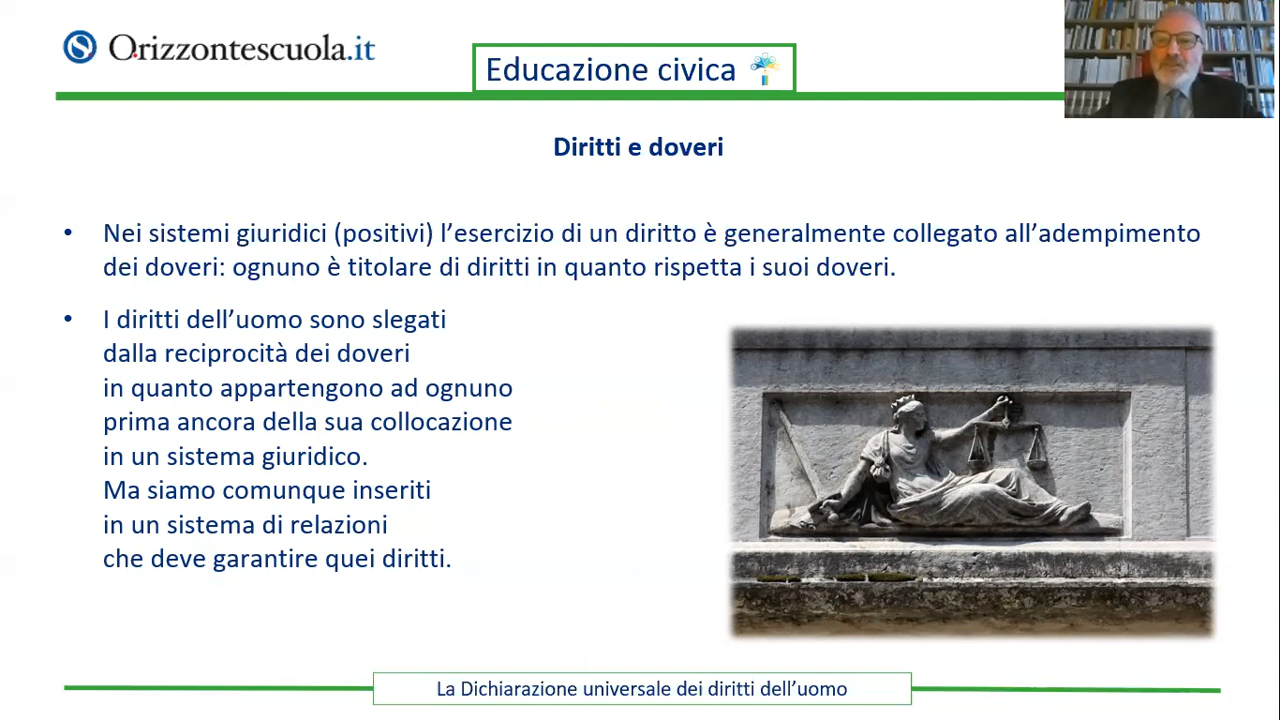 Orizzontescuola.it
Educazione civica
Diritti e doveri
• Nei sistemi giuridici (positivi) l’esercizio di un diritto è generalmente collegato all’adempimento
dei doveri: ognuno è titolare di diritti in quanto rispetta i suoi doveri.
• I diritti dell’uomo sono slegati
dalla reciprocità dei doveri
in quanto appartengono ad ognuno
prima ancora della sua collocazione
in un sistema giuridico.
Ma siamo comunque inseriti
in un sistema di relazioni
che deve garantire quei diritti.
La Dichiarazione universale dei diritti dell’uomo